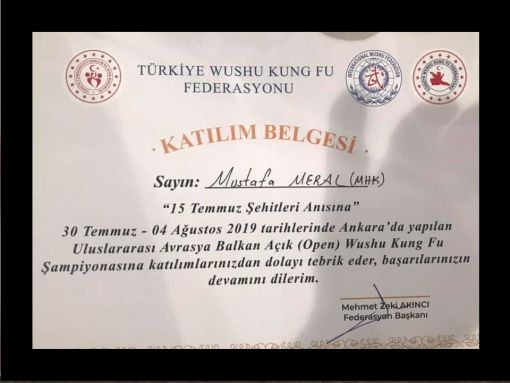 TÜRKİYE WUSHU KUNG FU
FEDERASYONU
· KATILIM BELGESİ ·
Sayın: Mustafa MERAL (MHK)
“15 Temmuz Şehitleri Anısına”
30 Temmuz - 04 Ağustos 2019 tarihlerinde Ankara’da yapılan
Uluslararası Avrasya Balkan Açık (Open) Wushu Kung Fu
Şampiyonasına katılımlarınızdan dolayı tebrik eder, başarılarınızın
devamını dilerim.
Mehmet Zeki AKINCI
Federasyon Başkanı